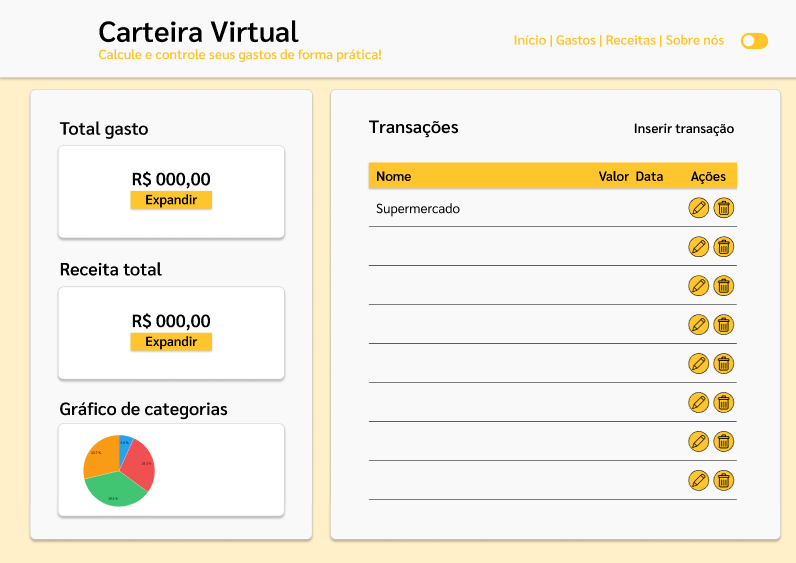 Carteira Virtual
Calcule e controle seus gastos de forma prática!
Início | Gastos | Receitas | Sobre nós
Total gasto
R$ 000,00
Expandir
Receita total
R$ 000,00
Expandir
Gráfico de categorias
Transações
Inserir transação
Nome Valor Data Ações
Supermercado